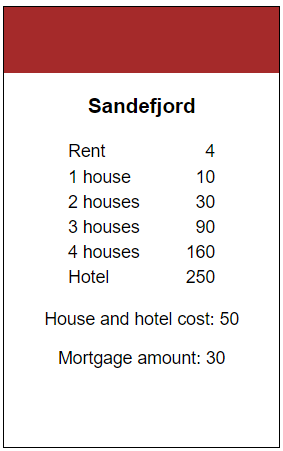 Sandefjord
Rent 4
1 house 10
2 houses 30
3 houses 90
4 houses 160
Hotel 250
House and hotel cost: 50
Mortgage amount: 30